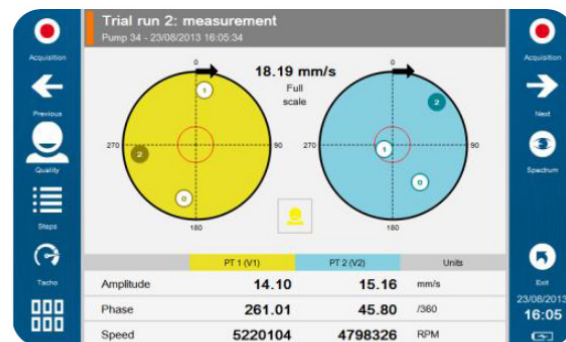 Trial run 2: measurement
Pump 34 - 23/08/2013 16:05:34
Acquisition
Previous
Quality
Steps
Tacho
0
1
270
2
90
0
180
18.19 mm/s
Full
scale
0
2
270
1
90
0
180
PT 1 (V1) PT 2 (V2) Units
Amplitude 14.10 15.16 mm/s
Phase 261.01 45.80 /360
Speed 5220104 4798326 RPM
Acquisition
Next
Spectrum
Exit
23/08/2013
16:05